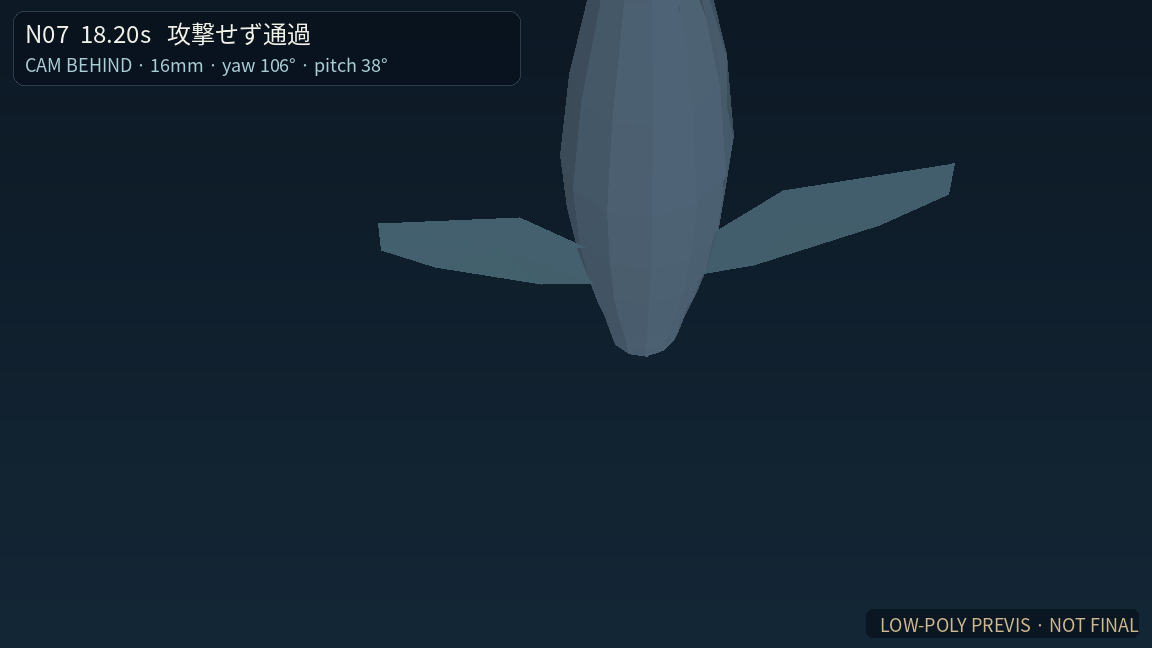 N07 18.20s 攻撃せず通過
CAM BEHIND · 16mm · yaw 106° · pitch 38°
LOW-POLY PREVIS · NOT FINAL